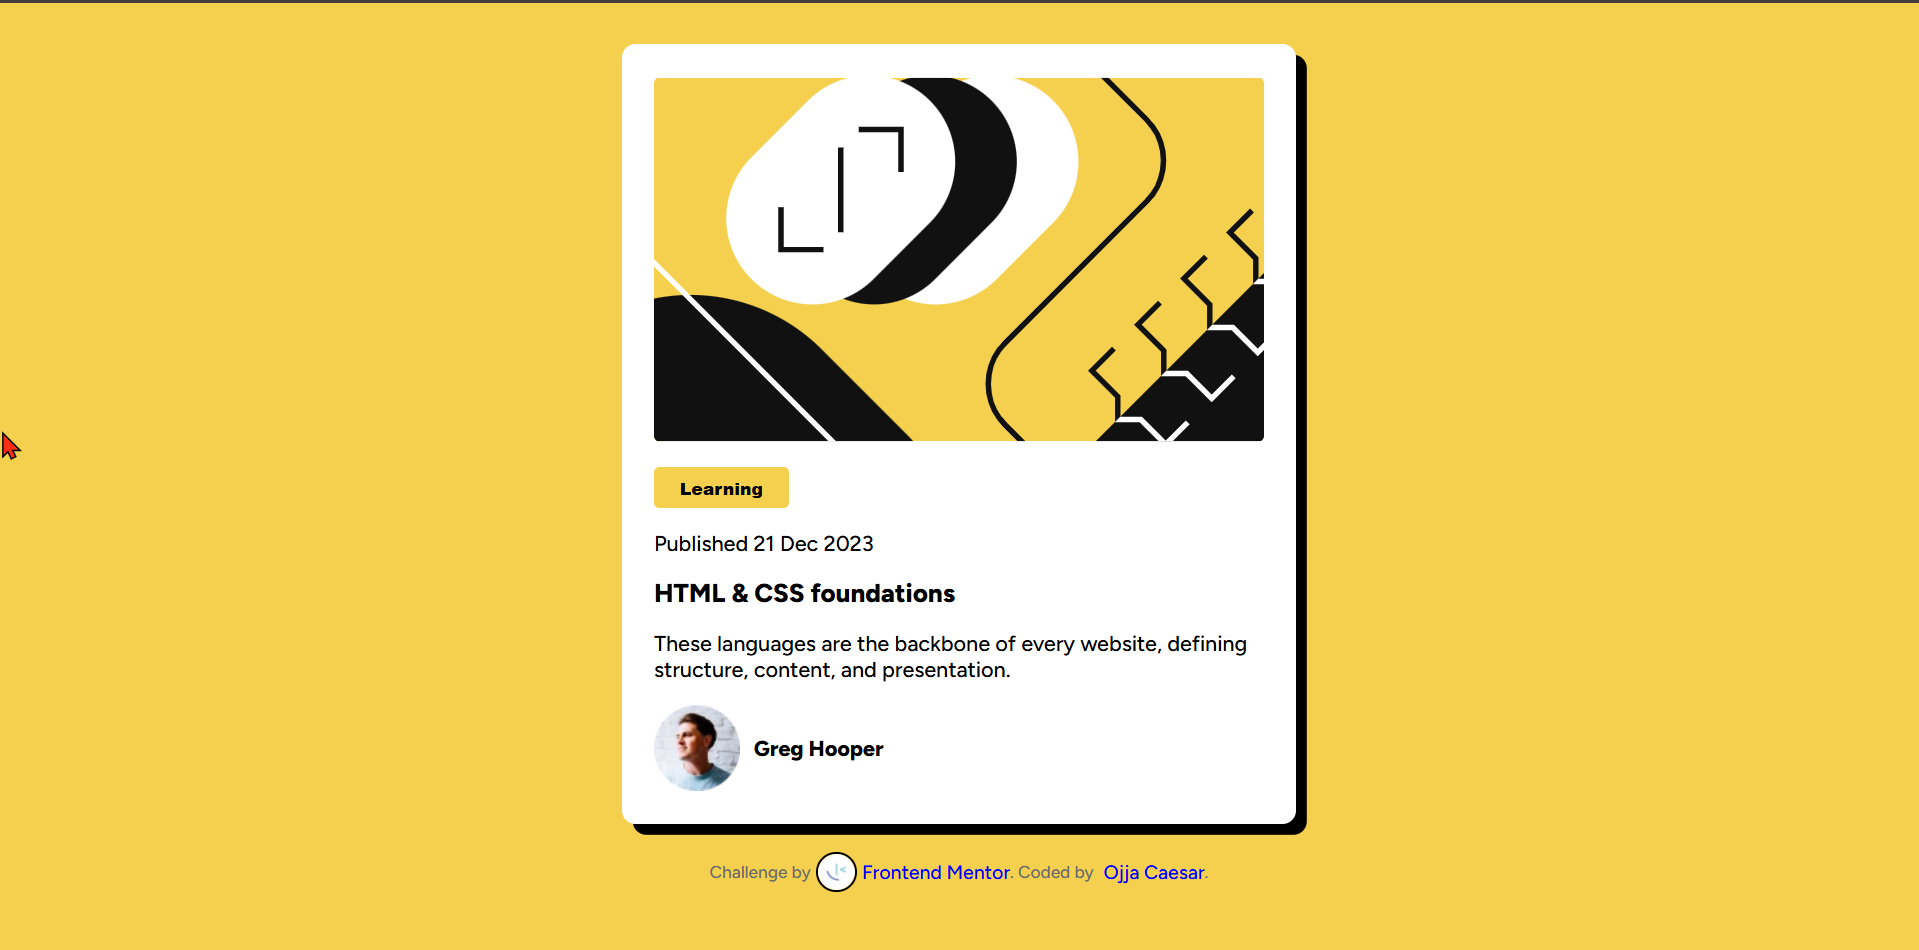 Learning
Published 21 Dec 2023
HTML & CSS foundations
These languages are the backbone of every website, defining
structure, content, and presentation.
Greg Hooper
Challenge by Frontend Mentor. Coded by Ojja Caesar.